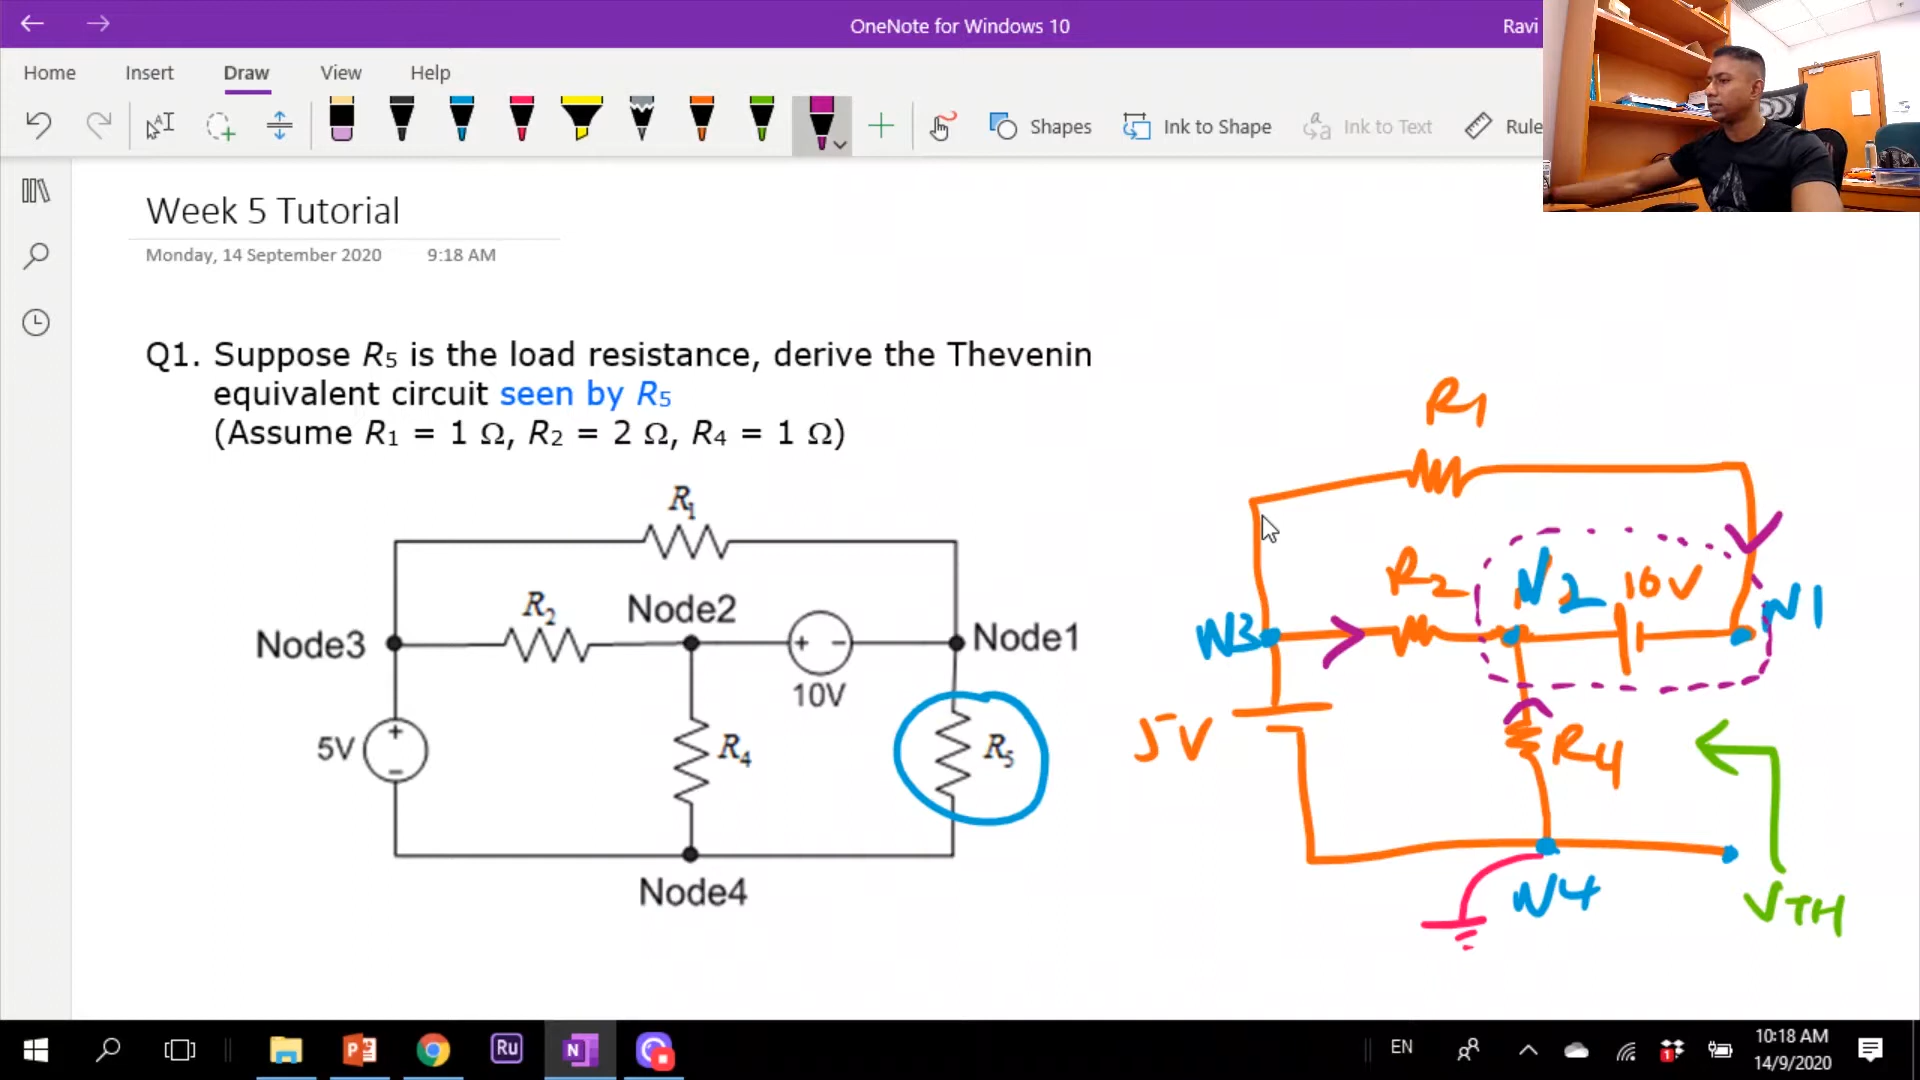 OneNote for Windows 10
Ravi
Home
Insert
Draw
View
Help
Shapes
Ink to Shape
Ink to Text
Rule
Week 5 Tutorial
Monday, 14 September 2020
9:18 AM
Q1. Suppose R5 is the load resistance, derive the Thevenin
equivalent circuit seen by R5
(Assume R1 = 1 Ω, R2 = 2 Ω, R4 = 1 Ω)
R1
R2
Node2
Node3
+ −
Node1
10V
5V
+
−
R4
R5
Node4
R1
R2
N2
10V
N1
N3
5V
R4
N4
VTH
Ru
N
EN
1
10:18 AM
14/9/2020